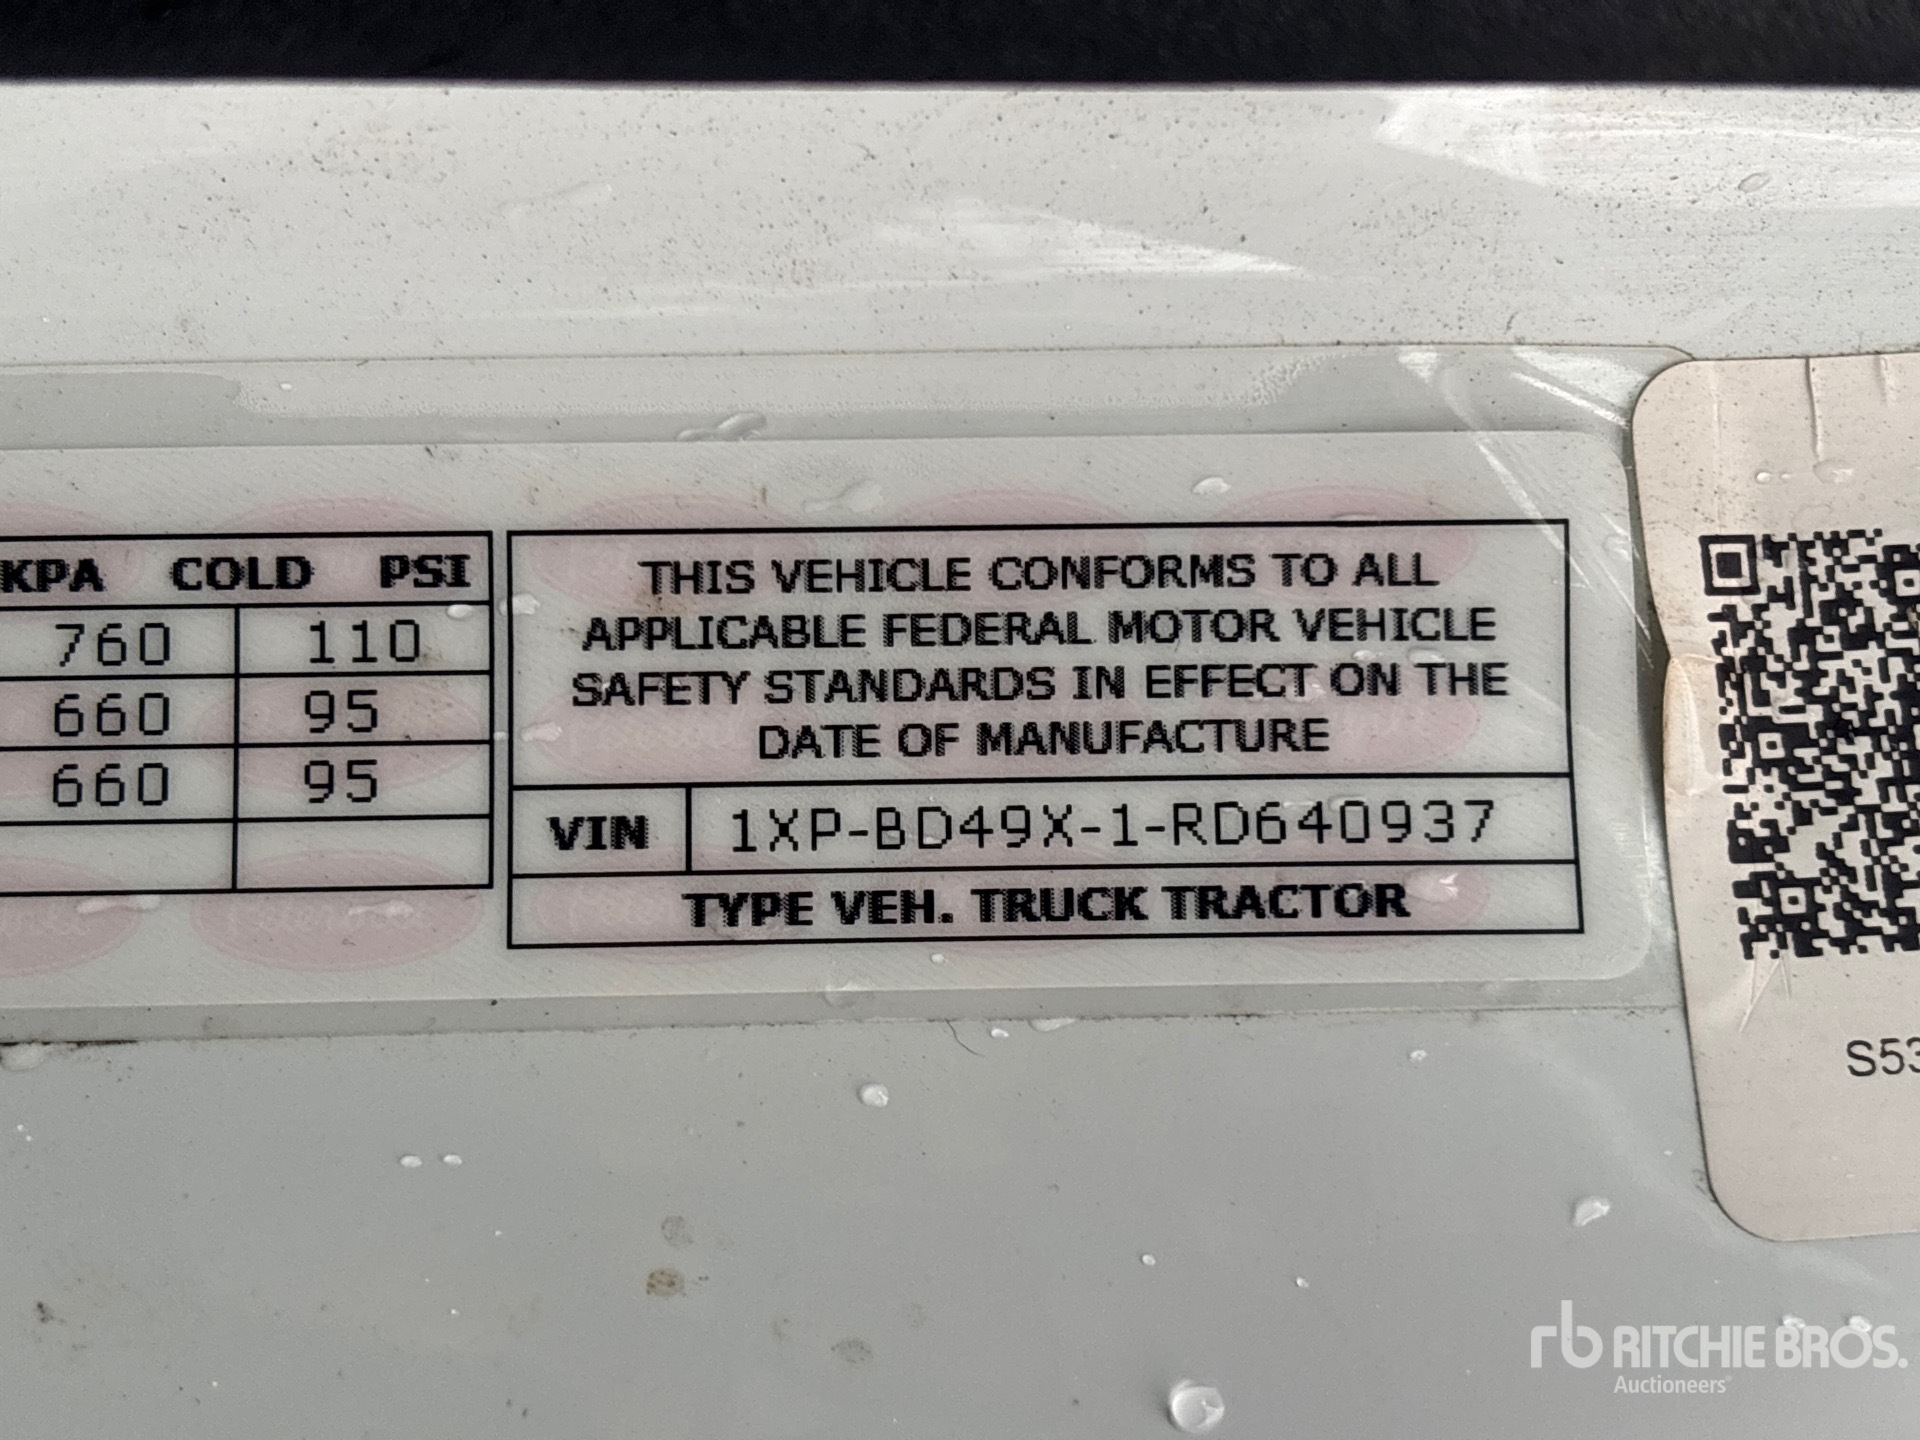 KPA COLD PSI
760 110
660 95
660 95
THIS VEHICLE CONFORMS TO ALL
APPLICABLE FEDERAL MOTOR VEHICLE
SAFETY STANDARDS IN EFFECT ON THE
DATE OF MANUFACTURE
VIN 1XP-BD49X-1-RD640937
TYPE VEH. TRUCK TRACTOR
S53
rb RITCHIE BROS.
Auctioneers